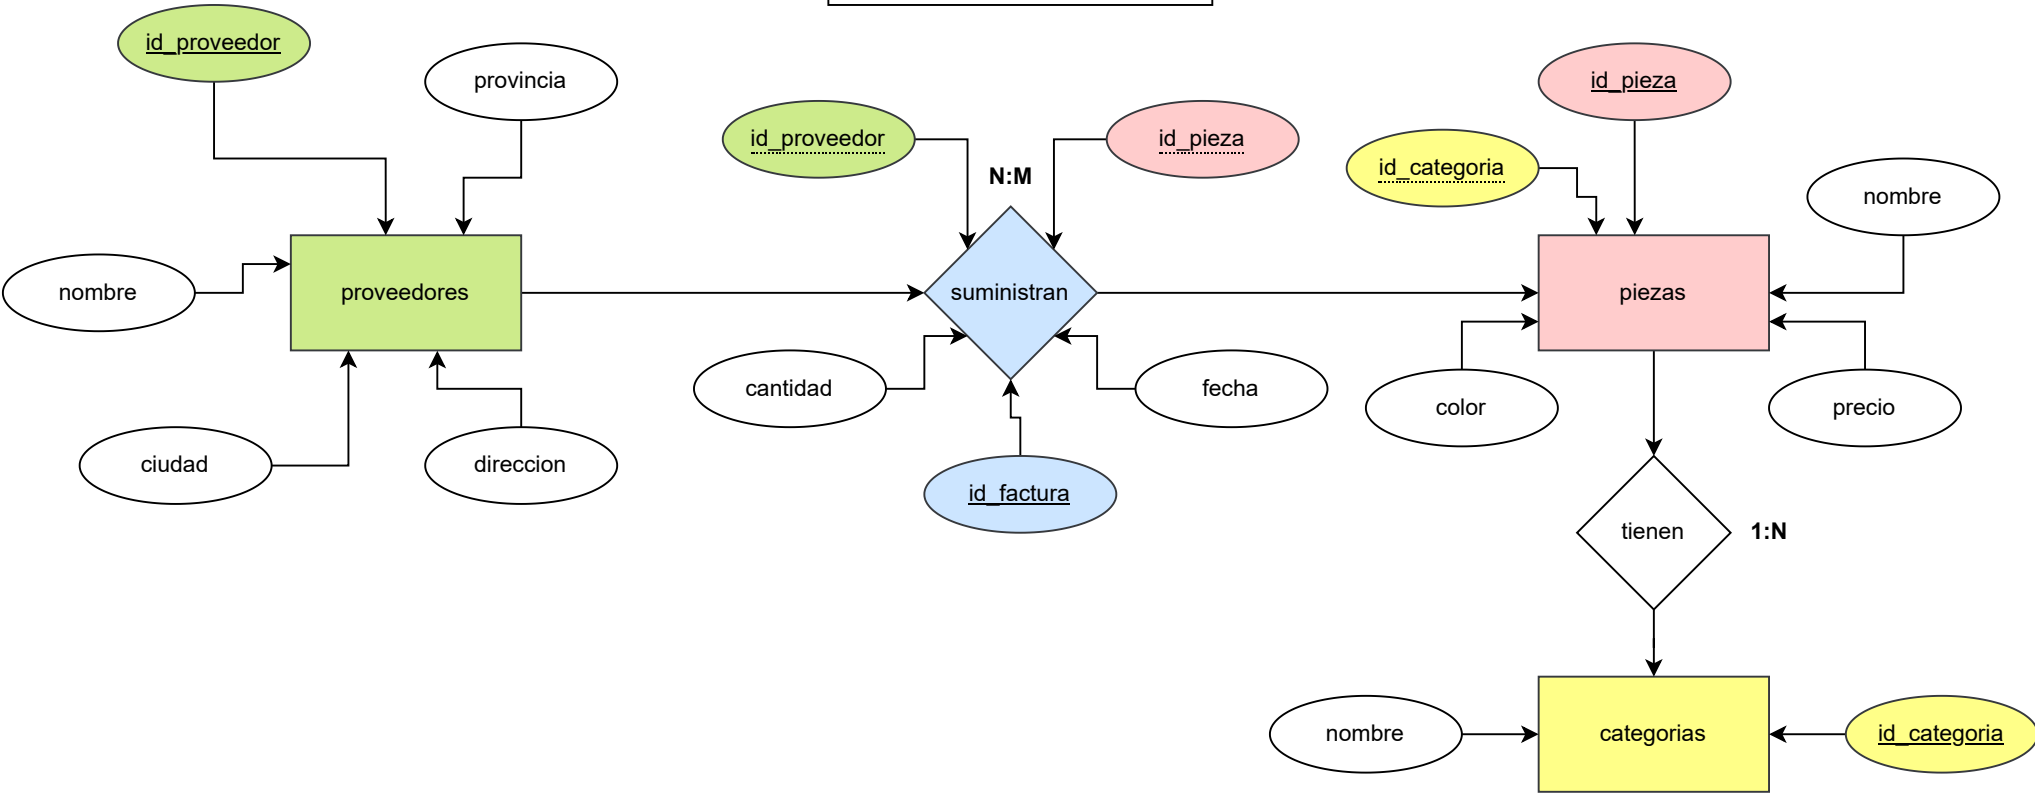 id_proveedor
provincia
id_pieza
id_proveedor
id_pieza
id_categoria
N:M
nombre
nombre
proveedores
suministran
piezas
cantidad
fecha
color
precio
ciudad
direccion
id_factura
tienen
1:N
nombre
categorias
id_categoria